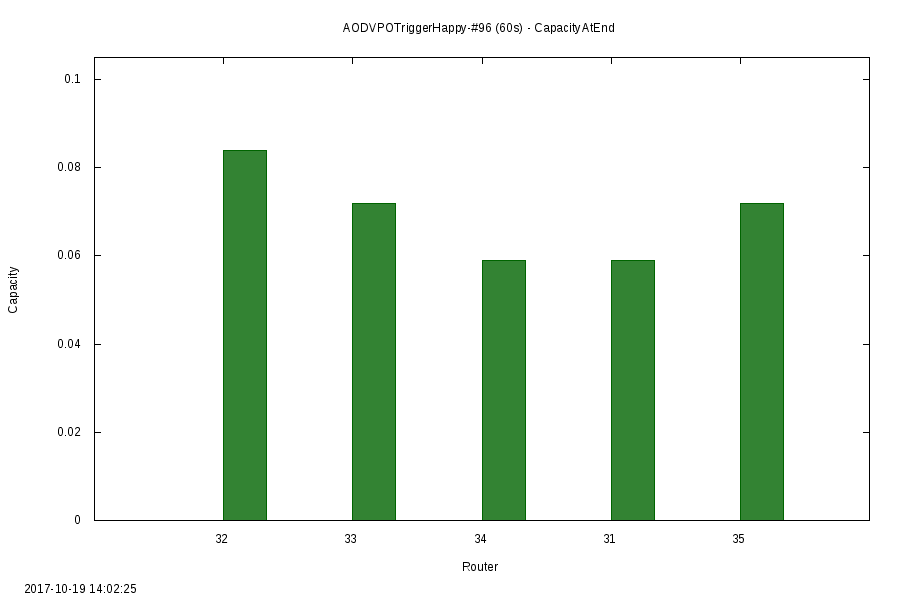 AODVPOTriggerHappy-#96 (60s) - CapacityAtEnd
0.1
0.08
0.06
0.04
0.02
0
Capacity
32 33 34 31 35
Router
2017-10-19 14:02:25